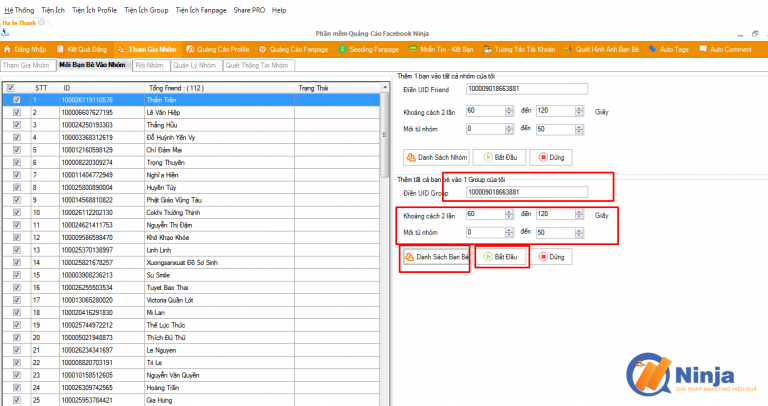 Hệ Thống Tiện Ích Tiện Ích Profile Tiện Ích Group Tiện Ích Fanpage Share PRO Help
Ha le Thanh
Phần mềm Quảng Cáo Facebook Ninja
Đăng Nhập Kết Quả Đăng Tham Gia Nhóm Quảng Cáo Profile Quảng Cáo Fanpage Seeding Fanpage Nhắn Tin - Kết Bạn Tương Tác Tài Khoản Quét Hình Ảnh Bạn Bè Auto Tags Auto Comment
Tham Gia Nhóm Mời Bạn Bè Vào Nhóm Rời Nhóm Quản Lý Nhóm Quét Thông Tin Nhóm
STT ID Tổng Friend : ( 112 ) Trạng Thái
1 100026119110576 Thắm Trần
2 100006607627195 Lê Văn Hiệp
3 100024250193303 Thắng Hữu
4 100003368312619 Đỗ Huỳnh Yến Vy
5 100012160598129 Chỉ Đam Mai
6 100008220309274 Trọng Thuyên
7 100011404772949 Nghĩa Hiền
8 100025800890004 Huyền Tùy
9 100014568810822 Phật Giáo Vũng Tàu
10 100026112202130 Cokhi Trường Thịnh
11 100024621411753 Nguyễn Thị Đậm
12 100009586598470 Khờ Khạo Khỏe
13 100025370138997 Linh Linh
14 100025821678257 Xuongsanxuat Đồ Sơ Sinh
15 100003908236213 Su Smile
16 100026255503534 Tuyet Bao Thai
17 100013065280020 Victoria Quần Lót
18 100020416291830 Mi Lan
19 100025744972212 Thế Lực Thức
20 100005021948873 Thích Đủ Thứ
21 100026234341697 Le Nguyen
22 100008820703191 Tri Le
23 100010158512605 Nguyễn Văn Quyền
24 100026309742565 Hoàng Trần
25 100025953784421 Gia Hưng
Thêm 1 bạn vào tất cả nhóm của tôi
Điền UID Friend 100009018663881
Khoảng cách 2 lần 60 đến 120 Giây
Mời từ nhóm 0 đến 50
Danh Sách Nhóm Bắt Đầu Dừng
Thêm tất cả bạn bè vào 1 Group của tôi
Điền UID Group 100009018663881
Khoảng cách 2 lần 60 đến 120 Giây
Mời từ nhóm 0 đến 50
Danh Sách Bạn Bè Bắt Đầu Dừng
Ninja
GIẢI PHÁP MARKETING HIỆU QUẢ